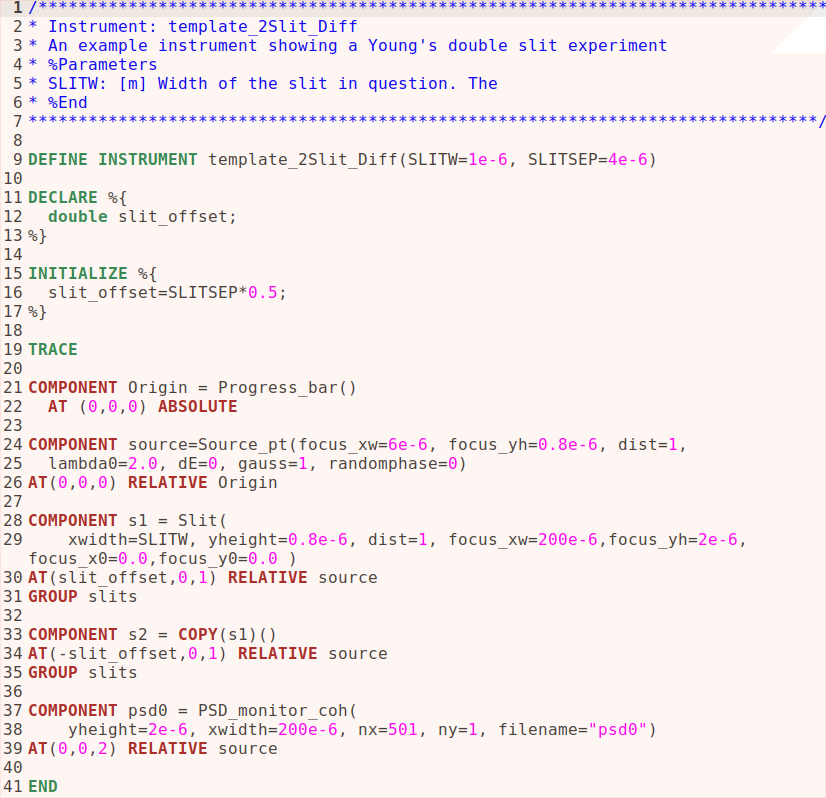 1 /*******************************************************************************
2 * Instrument: template_2Slit_Diff
3 * An example instrument showing a Young's double slit experiment
4 * %Parameters
5 * SLITW: [m] Width of the slit in question. The
6 * %End
7 *******************************************************************************/
8
9 DEFINE INSTRUMENT template_2Slit_Diff(SLITW=1e-6, SLITSEP=4e-6)
10
11 DECLARE %{
12   double slit_offset;
13 %}
14
15 INITIALIZE %{
16   slit_offset=SLITSEP*0.5;
17 %}
18
19 TRACE
20
21 COMPONENT Origin = Progress_bar()
22   AT (0,0,0) ABSOLUTE
23
24 COMPONENT source=Source_pt(focus_xw=6e-6, focus_yh=0.8e-6, dist=1,
25   lambda0=2.0, dE=0, gauss=1, randomphase=0)
26 AT(0,0,0) RELATIVE Origin
27
28 COMPONENT s1 = Slit(
29     xwidth=SLITW, yheight=0.8e-6, dist=1, focus_xw=200e-6,focus_yh=2e-6,
focus_x0=0.0,focus_y0=0.0 )
30 AT(slit_offset,0,1) RELATIVE source
31 GROUP slits
32
33 COMPONENT s2 = COPY(s1)()
34 AT(-slit_offset,0,1) RELATIVE source
35 GROUP slits
36
37 COMPONENT psd0 = PSD_monitor_coh(
38     yheight=2e-6, xwidth=200e-6, nx=501, ny=1, filename="psd0")
39 AT(0,0,2) RELATIVE source
40
41 END